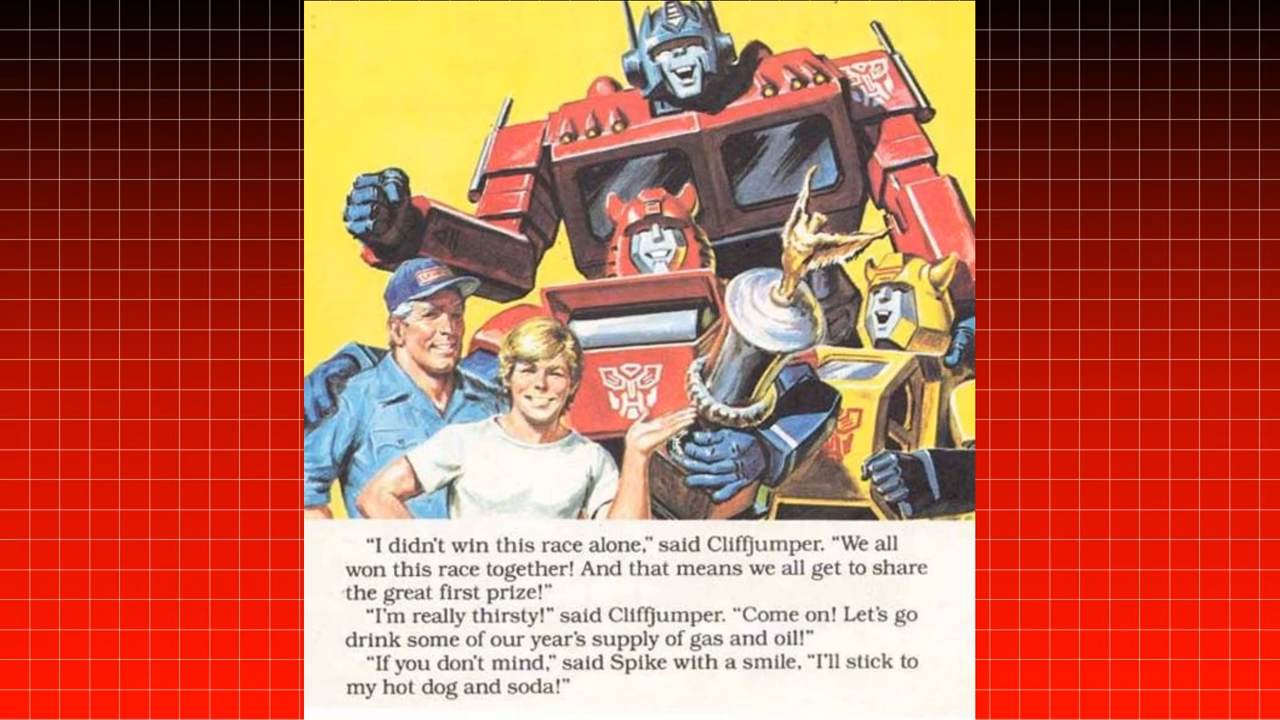 “I didn’t win this race alone,” said Cliffjumper. “We all
won this race together! And that means we all get to share
the great first prize!”
“I’m really thirsty!” said Cliffjumper. “Come on! Let’s go
drink some of our year’s supply of gas and oil!”
“If you don’t mind,” said Spike with a smile, “I’ll stick to
my hot dog and soda!”